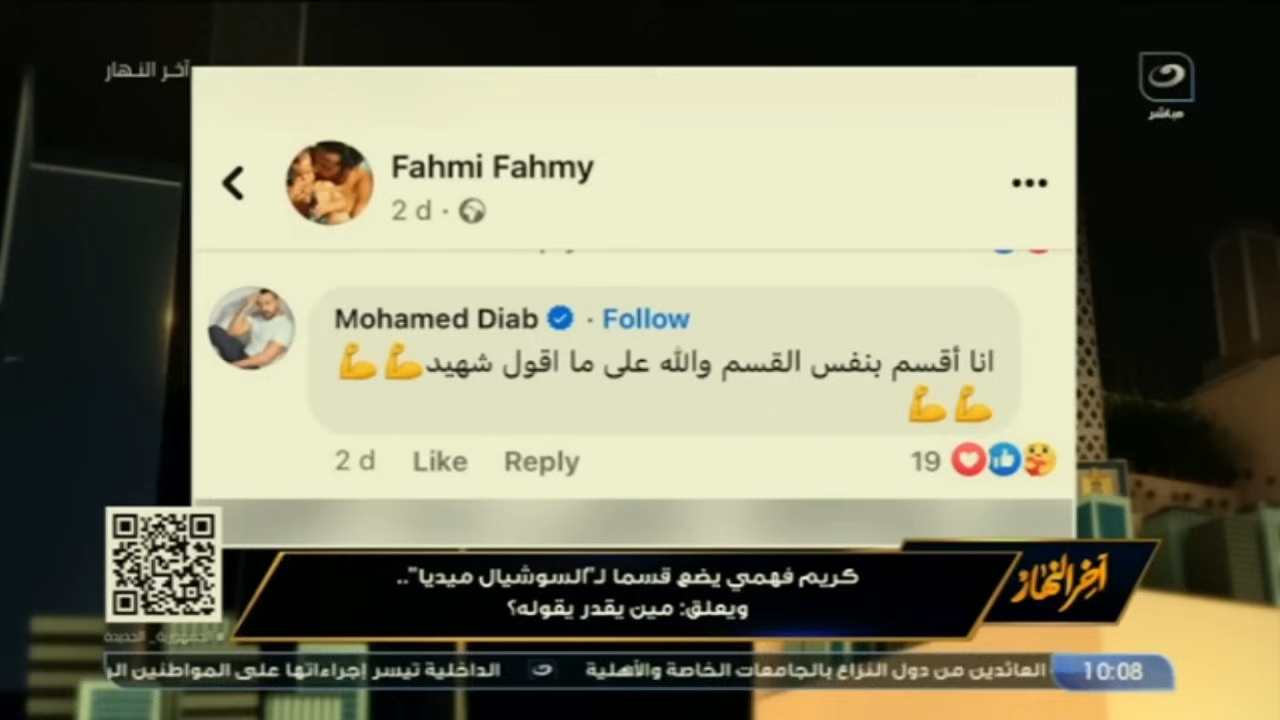 آخر النهار
مباشر
Fahmi Fahmy
2 d ·
Mohamed Diab · Follow
انا أقسم بنفس القسم والله على ما اقول شهيد💪💪
💪💪
2 d Like Reply 19
كريم فهمي يضع قسما لـ"السوشيال ميديا"..
ويعلق: مين يقدر يقوله؟
آخر النهار
#الجمهورية_الجديدة
10:08 العائدين من دول النزاع بالجامعات الخاصة والأهلية الداخلية تيسر إجراءاتها على المواطنين